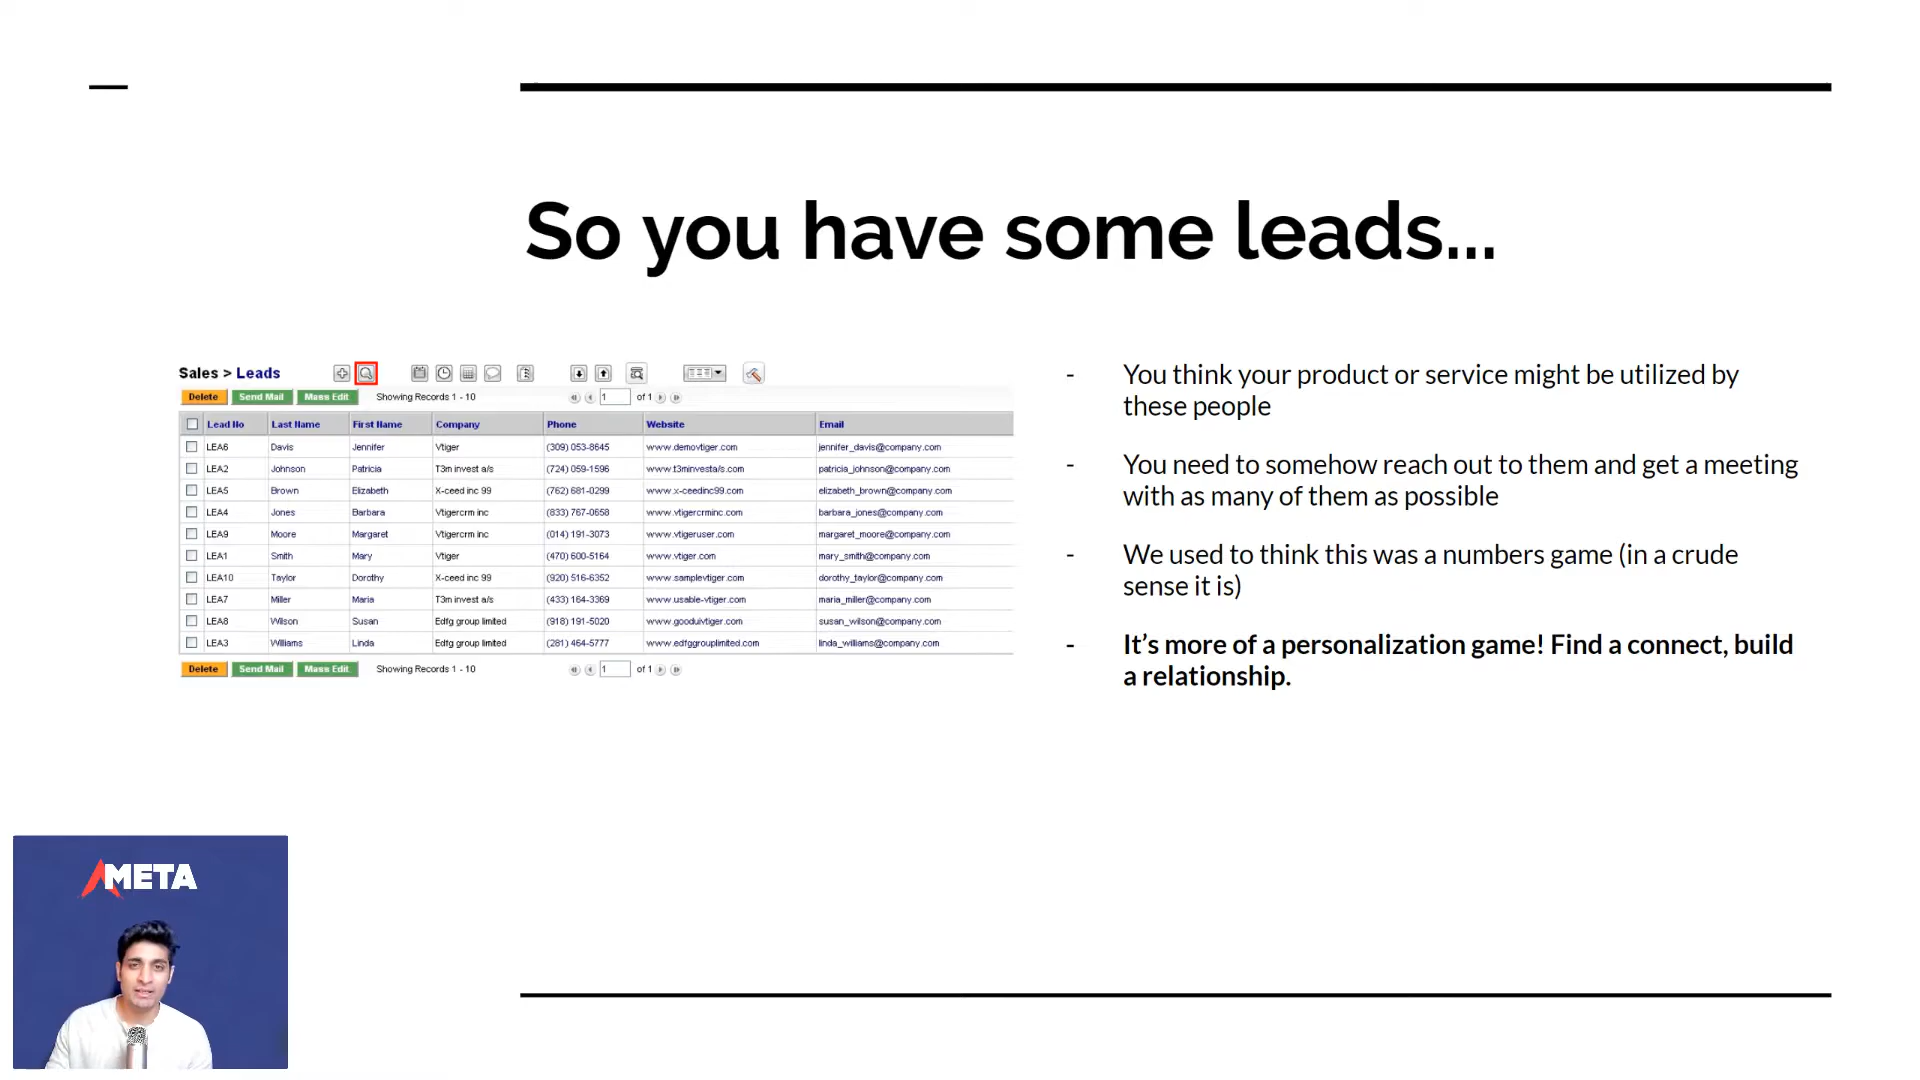 So you have some leads...
Sales > Leads
Delete Send Mail Mass Edit Showing Records 1 - 10 1 of 1
Lead No Last Name First Name Company Phone Website Email
LEA6 Davis Jennifer Vtiger (309) 053-8645 www.demovtiger.com jennifer_davis@company.com
LEA2 Johnson Patricia T3m invest a/s (724) 059-1596 www.t3minvesta/s.com patricia_johnson@company.com
LEA5 Brown Elizabeth X-ceed inc 99 (762) 681-0299 www.x-ceedinc99.com elizabeth_brown@company.com
LEA4 Jones Barbara Vtigercrm inc (833) 767-0658 www.vtigercrminc.com barbara_jones@company.com
LEA9 Moore Margaret Vtigercrm inc (014) 191-3073 www.vtigeruser.com margaret_moore@company.com
LEA1 Smith Mary Vtiger (470) 600-5164 www.vtiger.com mary_smith@company.com
LEA10 Taylor Dorothy X-ceed inc 99 (920) 516-6352 www.samplevtiger.com dorothy_taylor@company.com
LEA7 Miller Maria T3m invest a/s (433) 164-3369 www.usable-vtiger.com maria_miller@company.com
LEA8 Wilson Susan Edfg group limited (918) 191-5020 www.gooduivtiger.com susan_wilson@company.com
LEA3 Williams Linda Edfg group limited (281) 464-5777 www.edfggrouplimited.com linda_williams@company.com
Delete Send Mail Mass Edit Showing Records 1 - 10 1 of 1
- You think your product or service might be utilized by
these people
- You need to somehow reach out to them and get a meeting
with as many of them as possible
- We used to think this was a numbers game (in a crude
sense it is)
- It's more of a personalization game! Find a connect, build
a relationship.
META